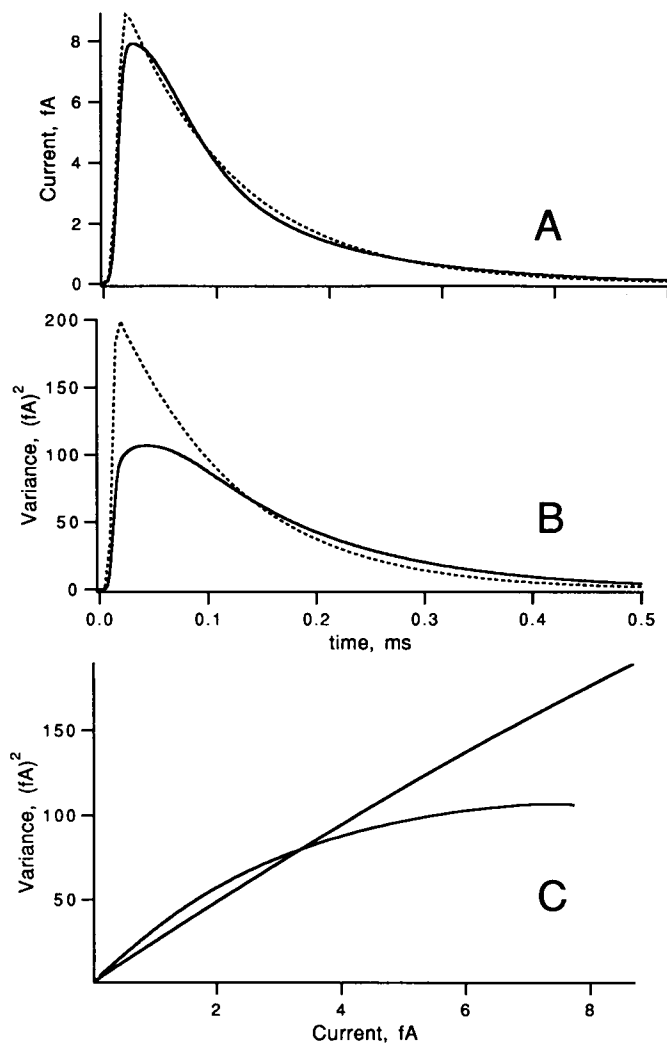 8
6
4
2
0
Current, fA
A
200
150
100
50
0
Variance, (fA)²
B
0.0 0.1 0.2 0.3 0.4 0.5
time, ms
150
100
50
Variance, (fA)²
C
2 4 6 8
Current, fA